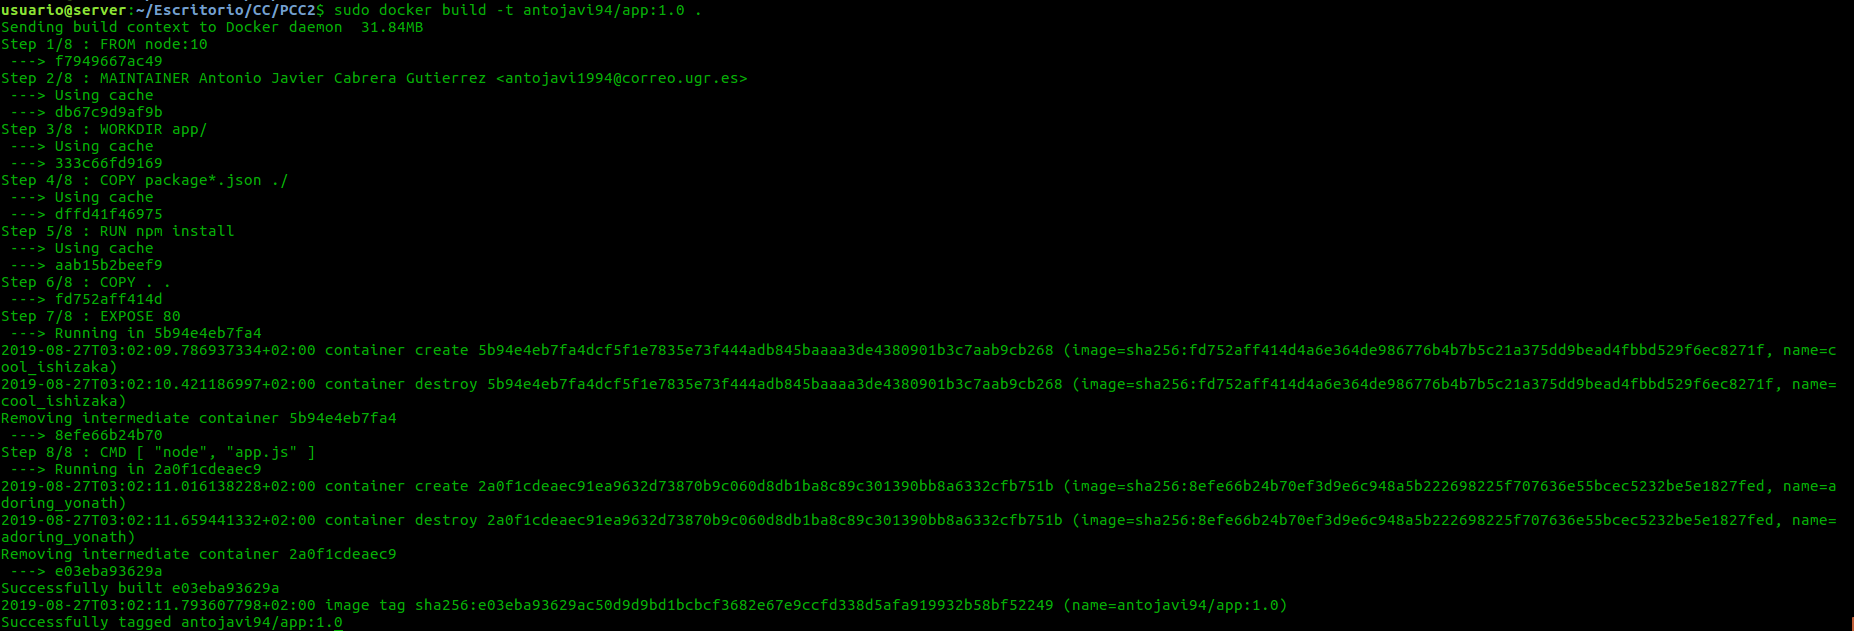 usuario@server:~/Escritorio/CC/PCC2$ sudo docker build -t antojavi94/app:1.0 .
Sending build context to Docker daemon  31.84MB
Step 1/8 : FROM node:10
 ---> f7949667ac49
Step 2/8 : MAINTAINER Antonio Javier Cabrera Gutierrez <antojavi1994@correo.ugr.es>
 ---> Using cache
 ---> db67c9d9af9b
Step 3/8 : WORKDIR app/
 ---> Using cache
 ---> 333c66fd9169
Step 4/8 : COPY package*.json ./
 ---> Using cache
 ---> dffd41f46975
Step 5/8 : RUN npm install
 ---> Using cache
 ---> aab15b2beef9
Step 6/8 : COPY . .
 ---> fd752aff414d
Step 7/8 : EXPOSE 80
 ---> Running in 5b94e4eb7fa4
2019-08-27T03:02:09.786937334+02:00 container create 5b94e4eb7fa4dcf5f1e7835e73f444adb845baaaa3de4380901b3c7aab9cb268 (image=sha256:fd752aff414d4a6e364de986776b4b7b5c21a375dd9bead4fbbd529f6ec8271f, name=c
ool_ishizaka)
2019-08-27T03:02:10.421186997+02:00 container destroy 5b94e4eb7fa4dcf5f1e7835e73f444adb845baaaa3de4380901b3c7aab9cb268 (image=sha256:fd752aff414d4a6e364de986776b4b7b5c21a375dd9bead4fbbd529f6ec8271f, name=
cool_ishizaka)
Removing intermediate container 5b94e4eb7fa4
 ---> 8efe66b24b70
Step 8/8 : CMD [ "node", "app.js" ]
 ---> Running in 2a0f1cdeaec9
2019-08-27T03:02:11.016138228+02:00 container create 2a0f1cdeaec91ea9632d73870b9c060d8db1ba8c89c301390bb8a6332cfb751b (image=sha256:8efe66b24b70ef3d9e6c948a5b222698225f707636e55bcec5232be5e1827fed, name=a
doring_yonath)
2019-08-27T03:02:11.659441332+02:00 container destroy 2a0f1cdeaec91ea9632d73870b9c060d8db1ba8c89c301390bb8a6332cfb751b (image=sha256:8efe66b24b70ef3d9e6c948a5b222698225f707636e55bcec5232be5e1827fed, name=
adoring_yonath)
Removing intermediate container 2a0f1cdeaec9
 ---> e03eba93629a
Successfully built e03eba93629a
2019-08-27T03:02:11.793607798+02:00 image tag sha256:e03eba93629ac50d9d9bd1bcbcf3682e67e9ccfd338d5afa919932b58bf52249 (name=antojavi94/app:1.0)
Successfully tagged antojavi94/app:1.0